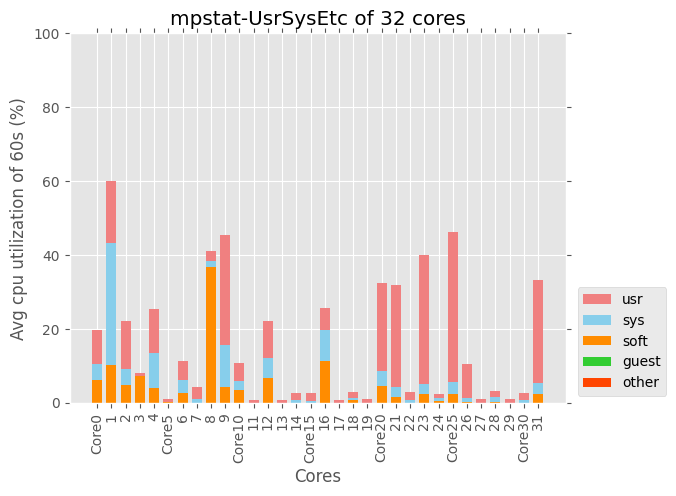 mpstat-UsrSysEtc of 32 cores
Avg cpu utilization of 60s (%)
100
80
60
40
20
0
Core0
1
2
3
4
Core5
6
7
8
9
Core10
11
12
13
14
Core15
16
17
18
19
Core20
21
22
23
24
Core25
26
27
28
29
Core30
31
Cores
usr
sys
soft
guest
other